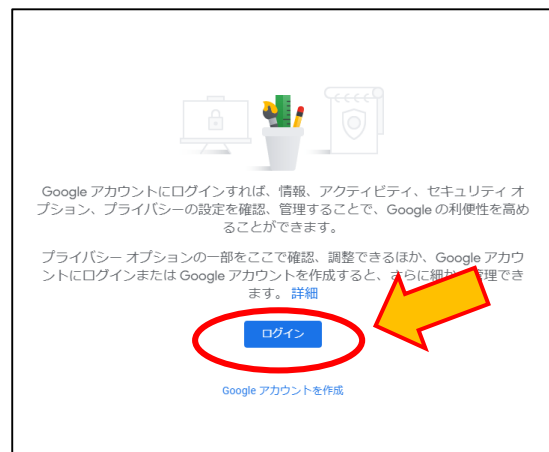 Google アカウントにログインすれば、情報、アクティビティ、セキュリティ オ
プション、プライバシーの設定を確認、管理することで、Google の利便性を高め
ることができます。
プライバシー オプションの一部をここで確認、調整できるほか、Google アカウ
ントにログインまたは Google アカウントを作成すると、さらに細か 管理でき
ます。 詳細
ログイン
Google アカウントを作成